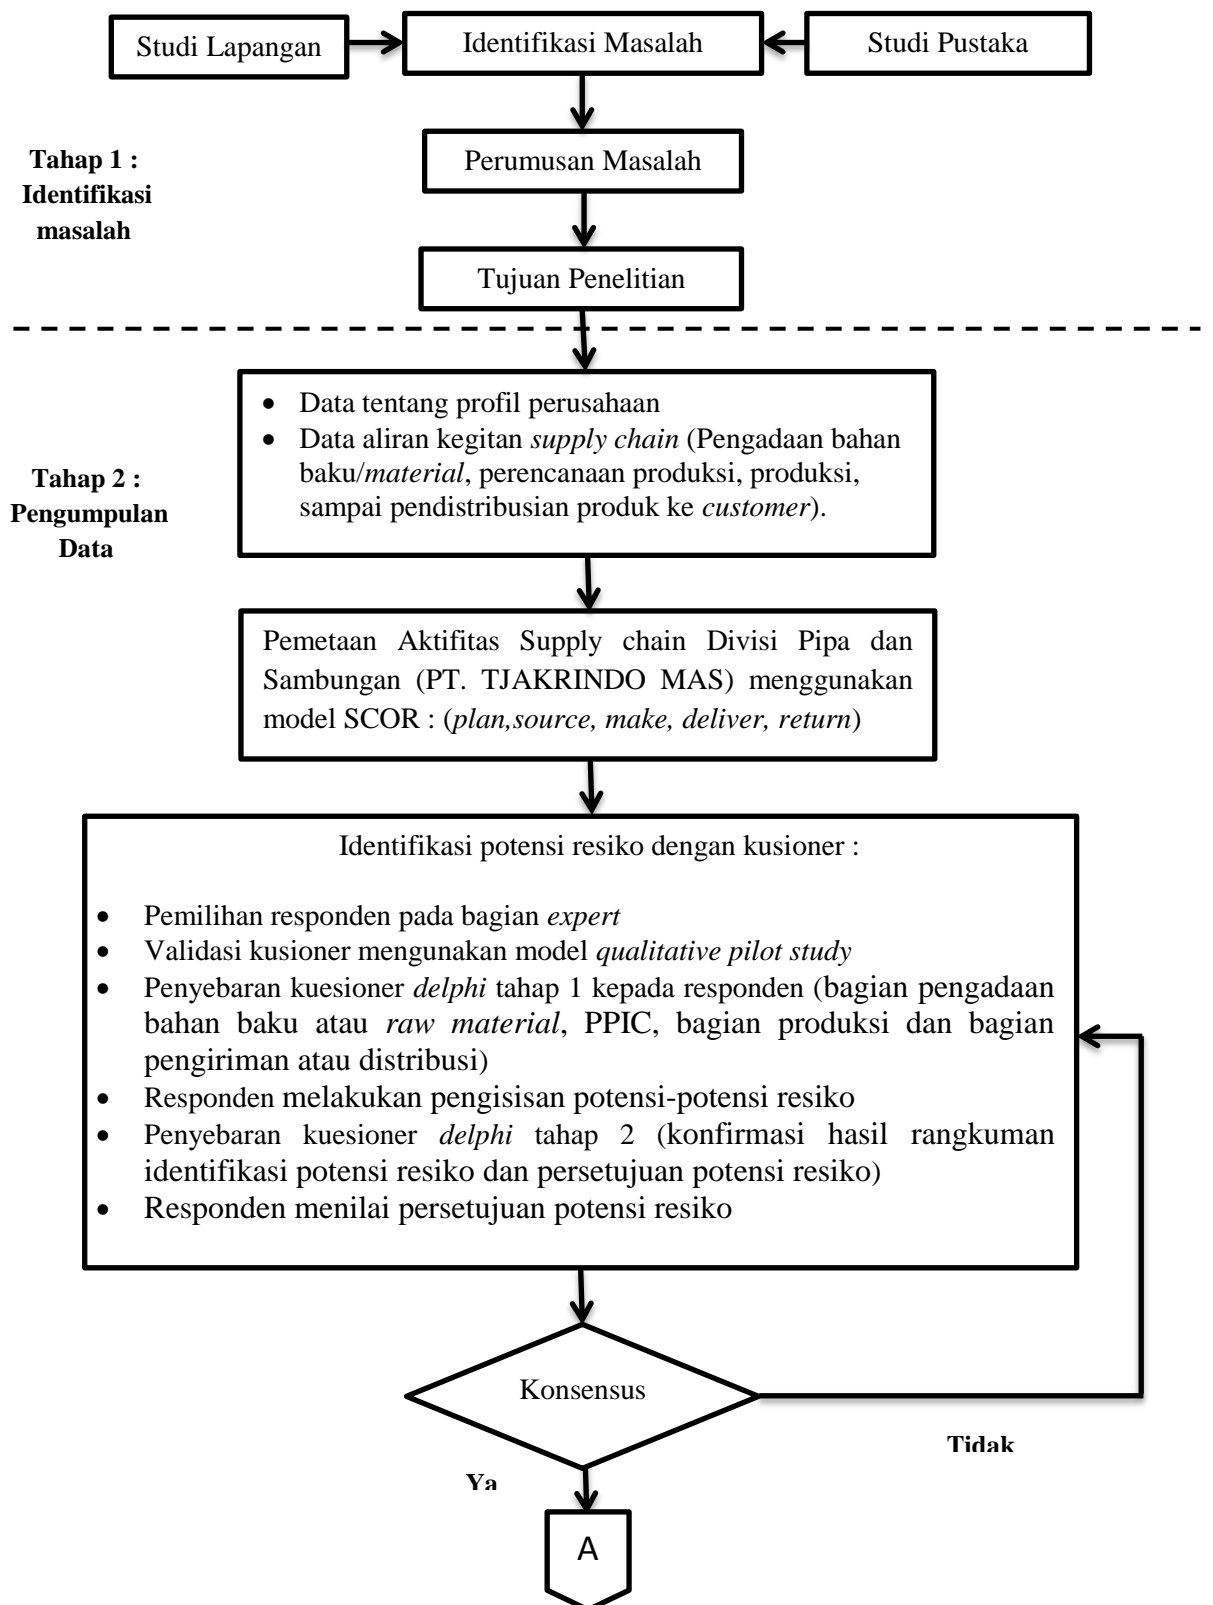 Studi Lapangan
Identifikasi Masalah
Studi Pustaka
Perumusan Masalah
Tahap 1 :
Identifikasi
masalah
Tujuan Penelitian
• Data tentang profil perusahaan
• Data aliran kegitan supply chain (Pengadaan bahan
baku/material, perencanaan produksi, produksi,
sampai pendistribusian produk ke customer).
Tahap 2 :
Pengumpulan
Data
Pemetaan Aktifitas Supply chain Divisi Pipa dan
Sambungan (PT. TJAKRINDO MAS) menggunakan
model SCOR : (plan,source, make, deliver, return)
Identifikasi potensi resiko dengan kusioner :
• Pemilihan responden pada bagian expert
• Validasi kusioner mengunakan model qualitative pilot study
• Penyebaran kuesioner delphi tahap 1 kepada responden (bagian pengadaan
bahan baku atau raw material, PPIC, bagian produksi dan bagian
pengiriman atau distribusi)
• Responden melakukan pengisisan potensi-potensi resiko
• Penyebaran kuesioner delphi tahap 2 (konfirmasi hasil rangkuman
identifikasi potensi resiko dan persetujuan potensi resiko)
• Responden menilai persetujuan potensi resiko
Konsensus
Tidak
Ya
A